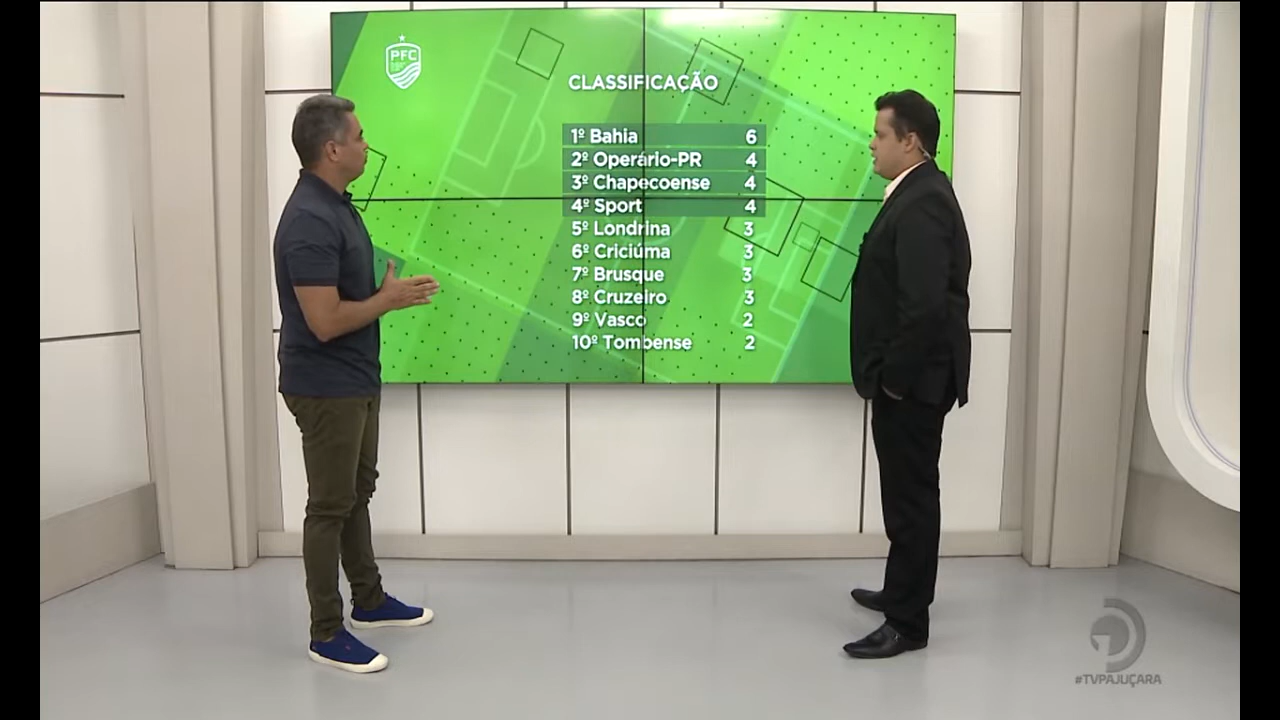 PFC
CLASSIFICAÇÃO
1º Bahia 6
2º Operário-PR 4
3º Chapecoense 4
4º Sport 4
5º Londrina 3
6º Criciúma 3
7º Brusque 3
8º Cruzeiro 3
9º Vasco 2
10º Tombense 2
#TVPAJUÇARA